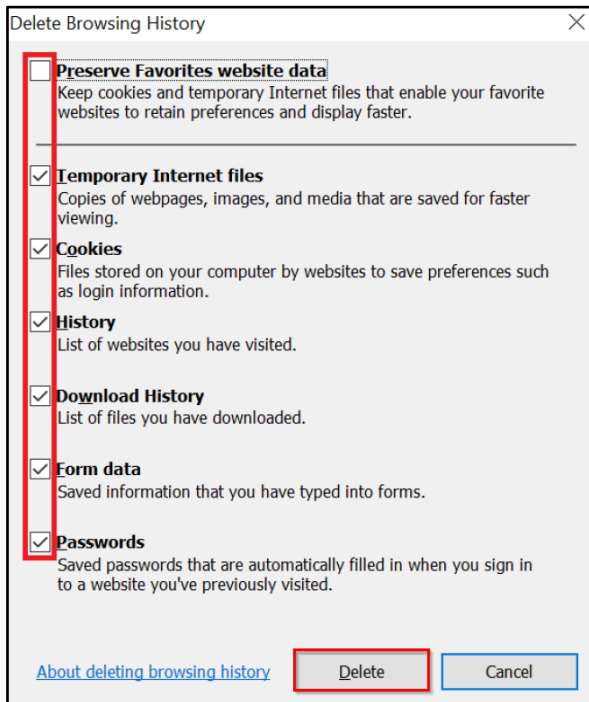 Delete Browsing History
Preserve Favorites website data
Keep cookies and temporary Internet files that enable your favorite
websites to retain preferences and display faster.
Temporary Internet files
Copies of webpages, images, and media that are saved for faster
viewing.
Cookies
Files stored on your computer by websites to save preferences such
as login information.
History
List of websites you have visited.
Download History
List of files you have downloaded.
Form data
Saved information that you have typed into forms.
Passwords
Saved passwords that are automatically filled in when you sign in
to a website you've previously visited.
About deleting browsing history Delete Cancel